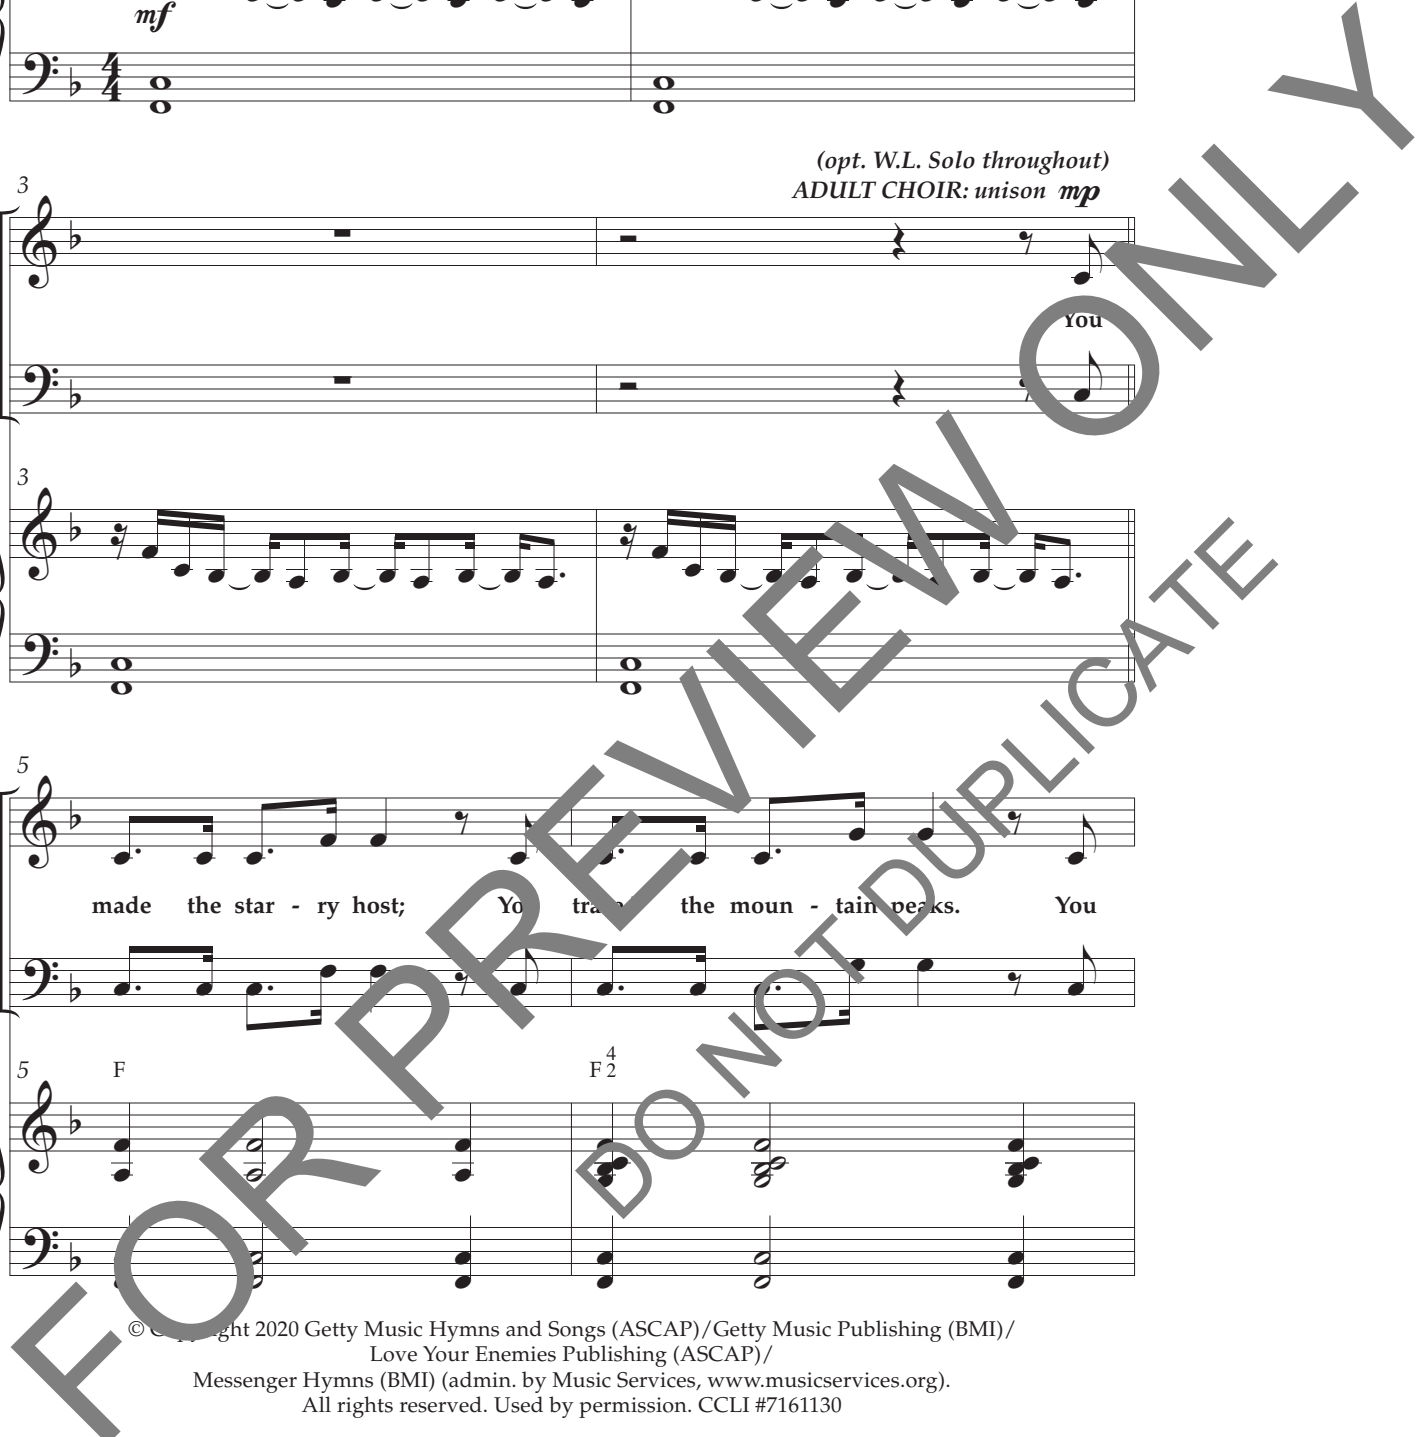 mf
4
4
(opt. W.L. Solo throughout)
ADULT CHOIR: unison mp
3
You
3
5
made the star - ry host; the moun - tain peaks. You
5 F F 4
2
© Copyright 2020 Getty Music Hymns and Songs (ASCAP)/Getty Music Publishing (BMI)/
Love Your Enemies Publishing (ASCAP)/
Messenger Hymns (BMI) (admin. by Music Services, www.musicservices.org).
All rights reserved. Used by permission. CCLI #7161130
FOR PREVIEW ONLY
DO NOT DUPLICATE